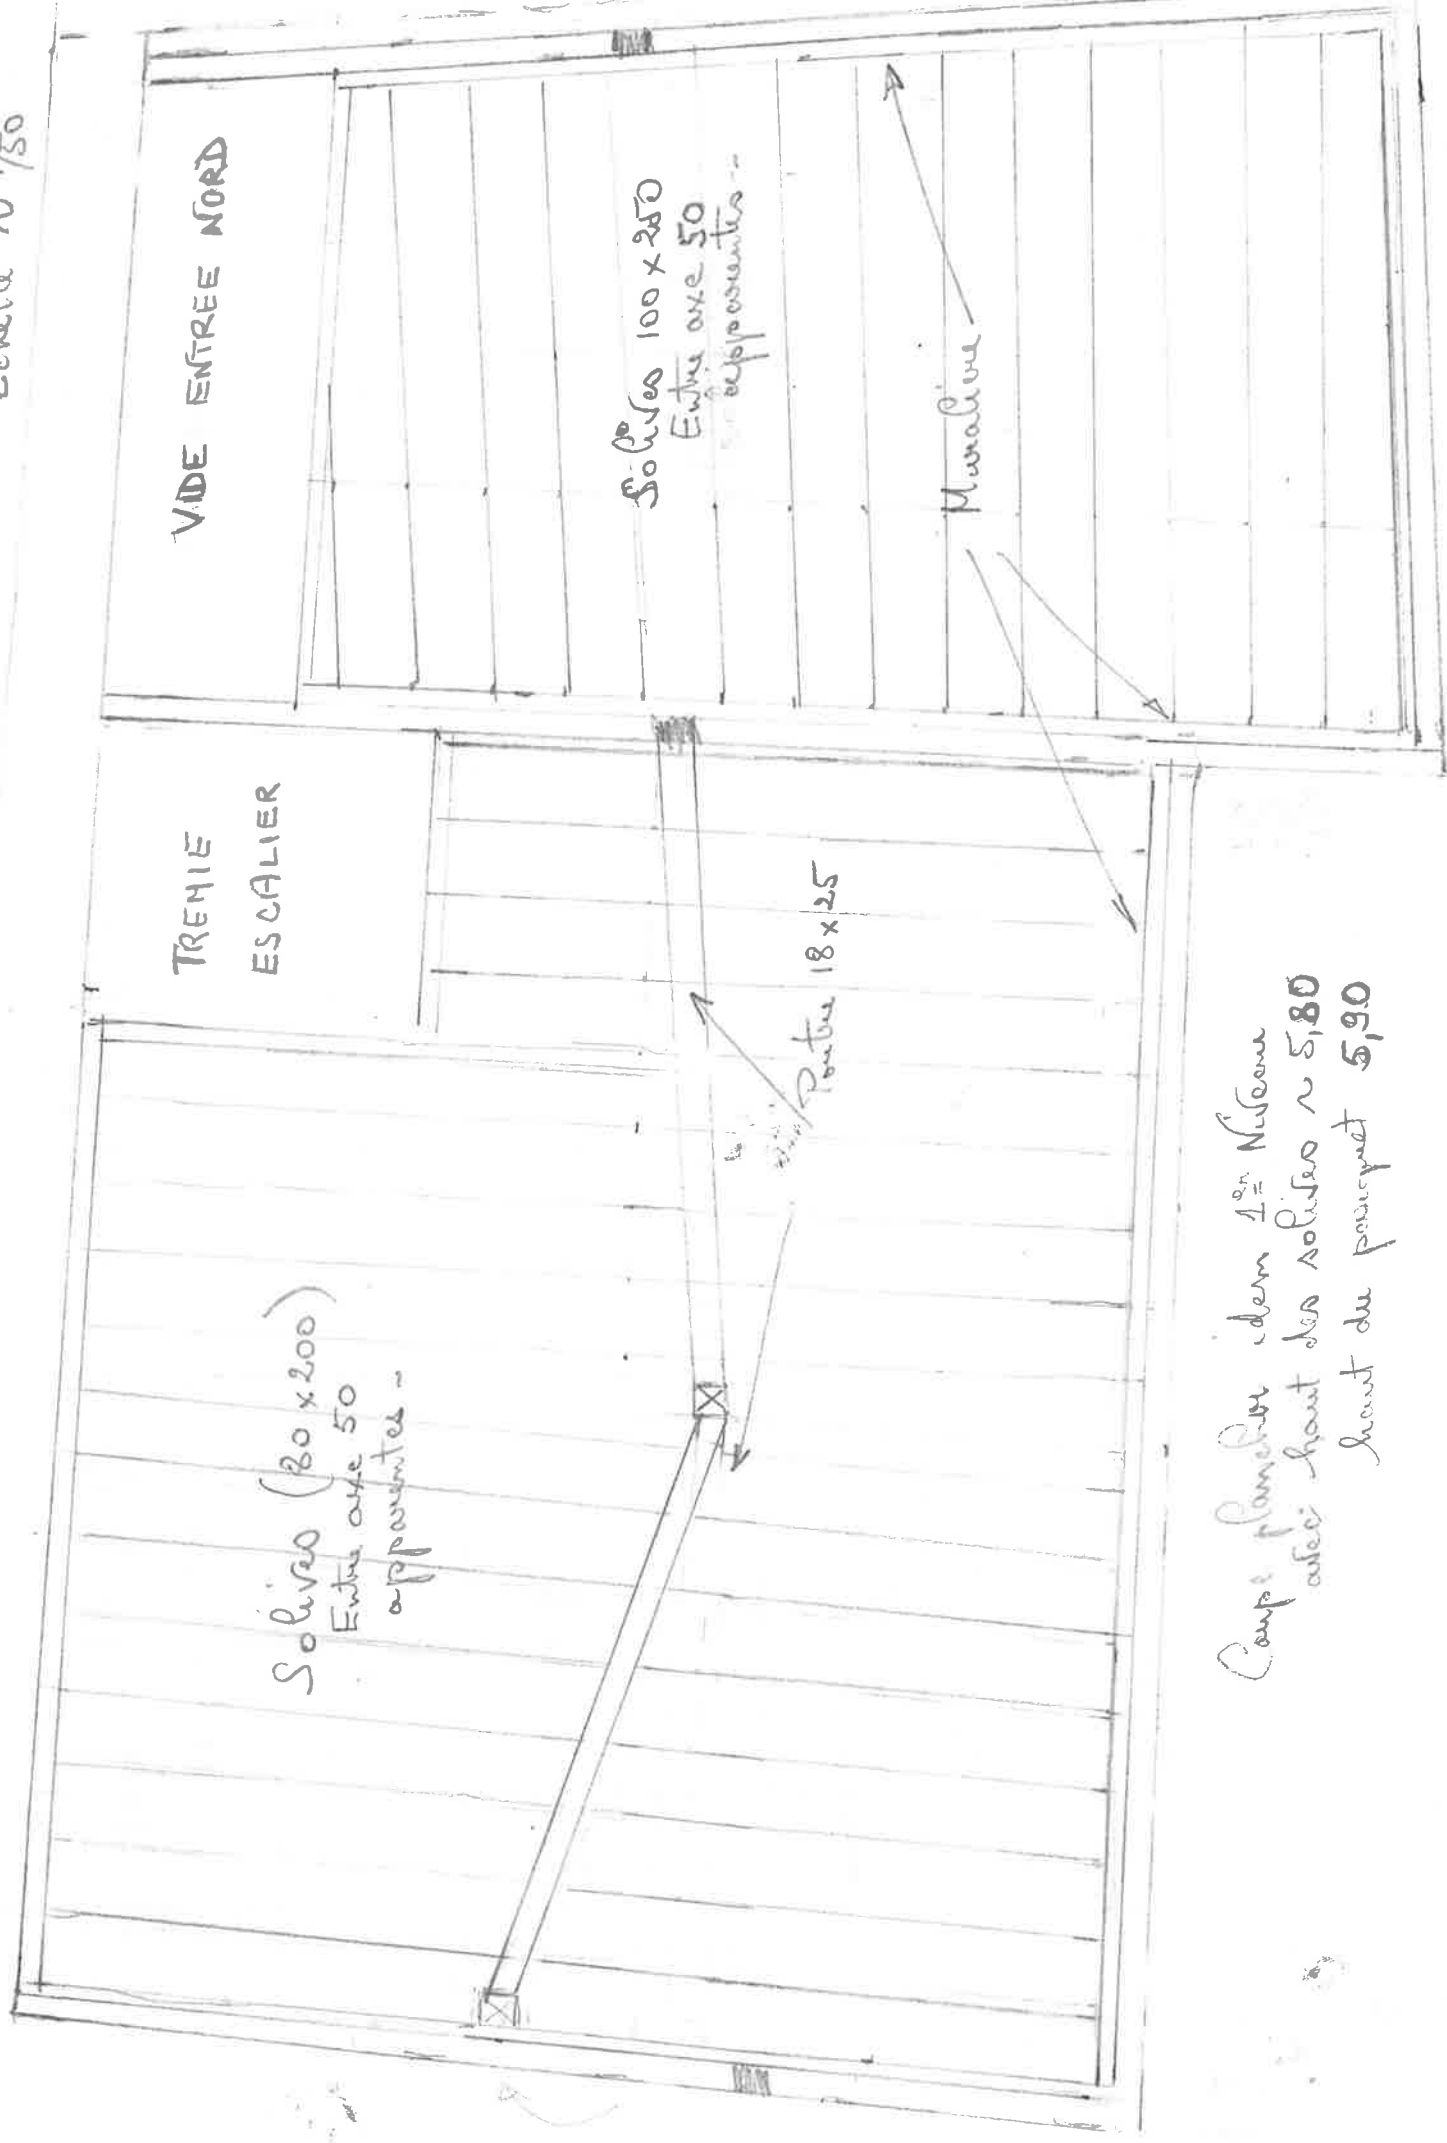 VIDE ENTREE NORD
TREMIE
ESCALIER
Solives 100 x 250
Entre axe 50
apparentes -
Muralière
Poutre 18 x 25
Solives (80 x 200)
Entre axe 50
apparentes -
Coupe plancher idem 1er Niveau
avec haut des solives ~ 5,80
haut du parquet 5,90
1/50